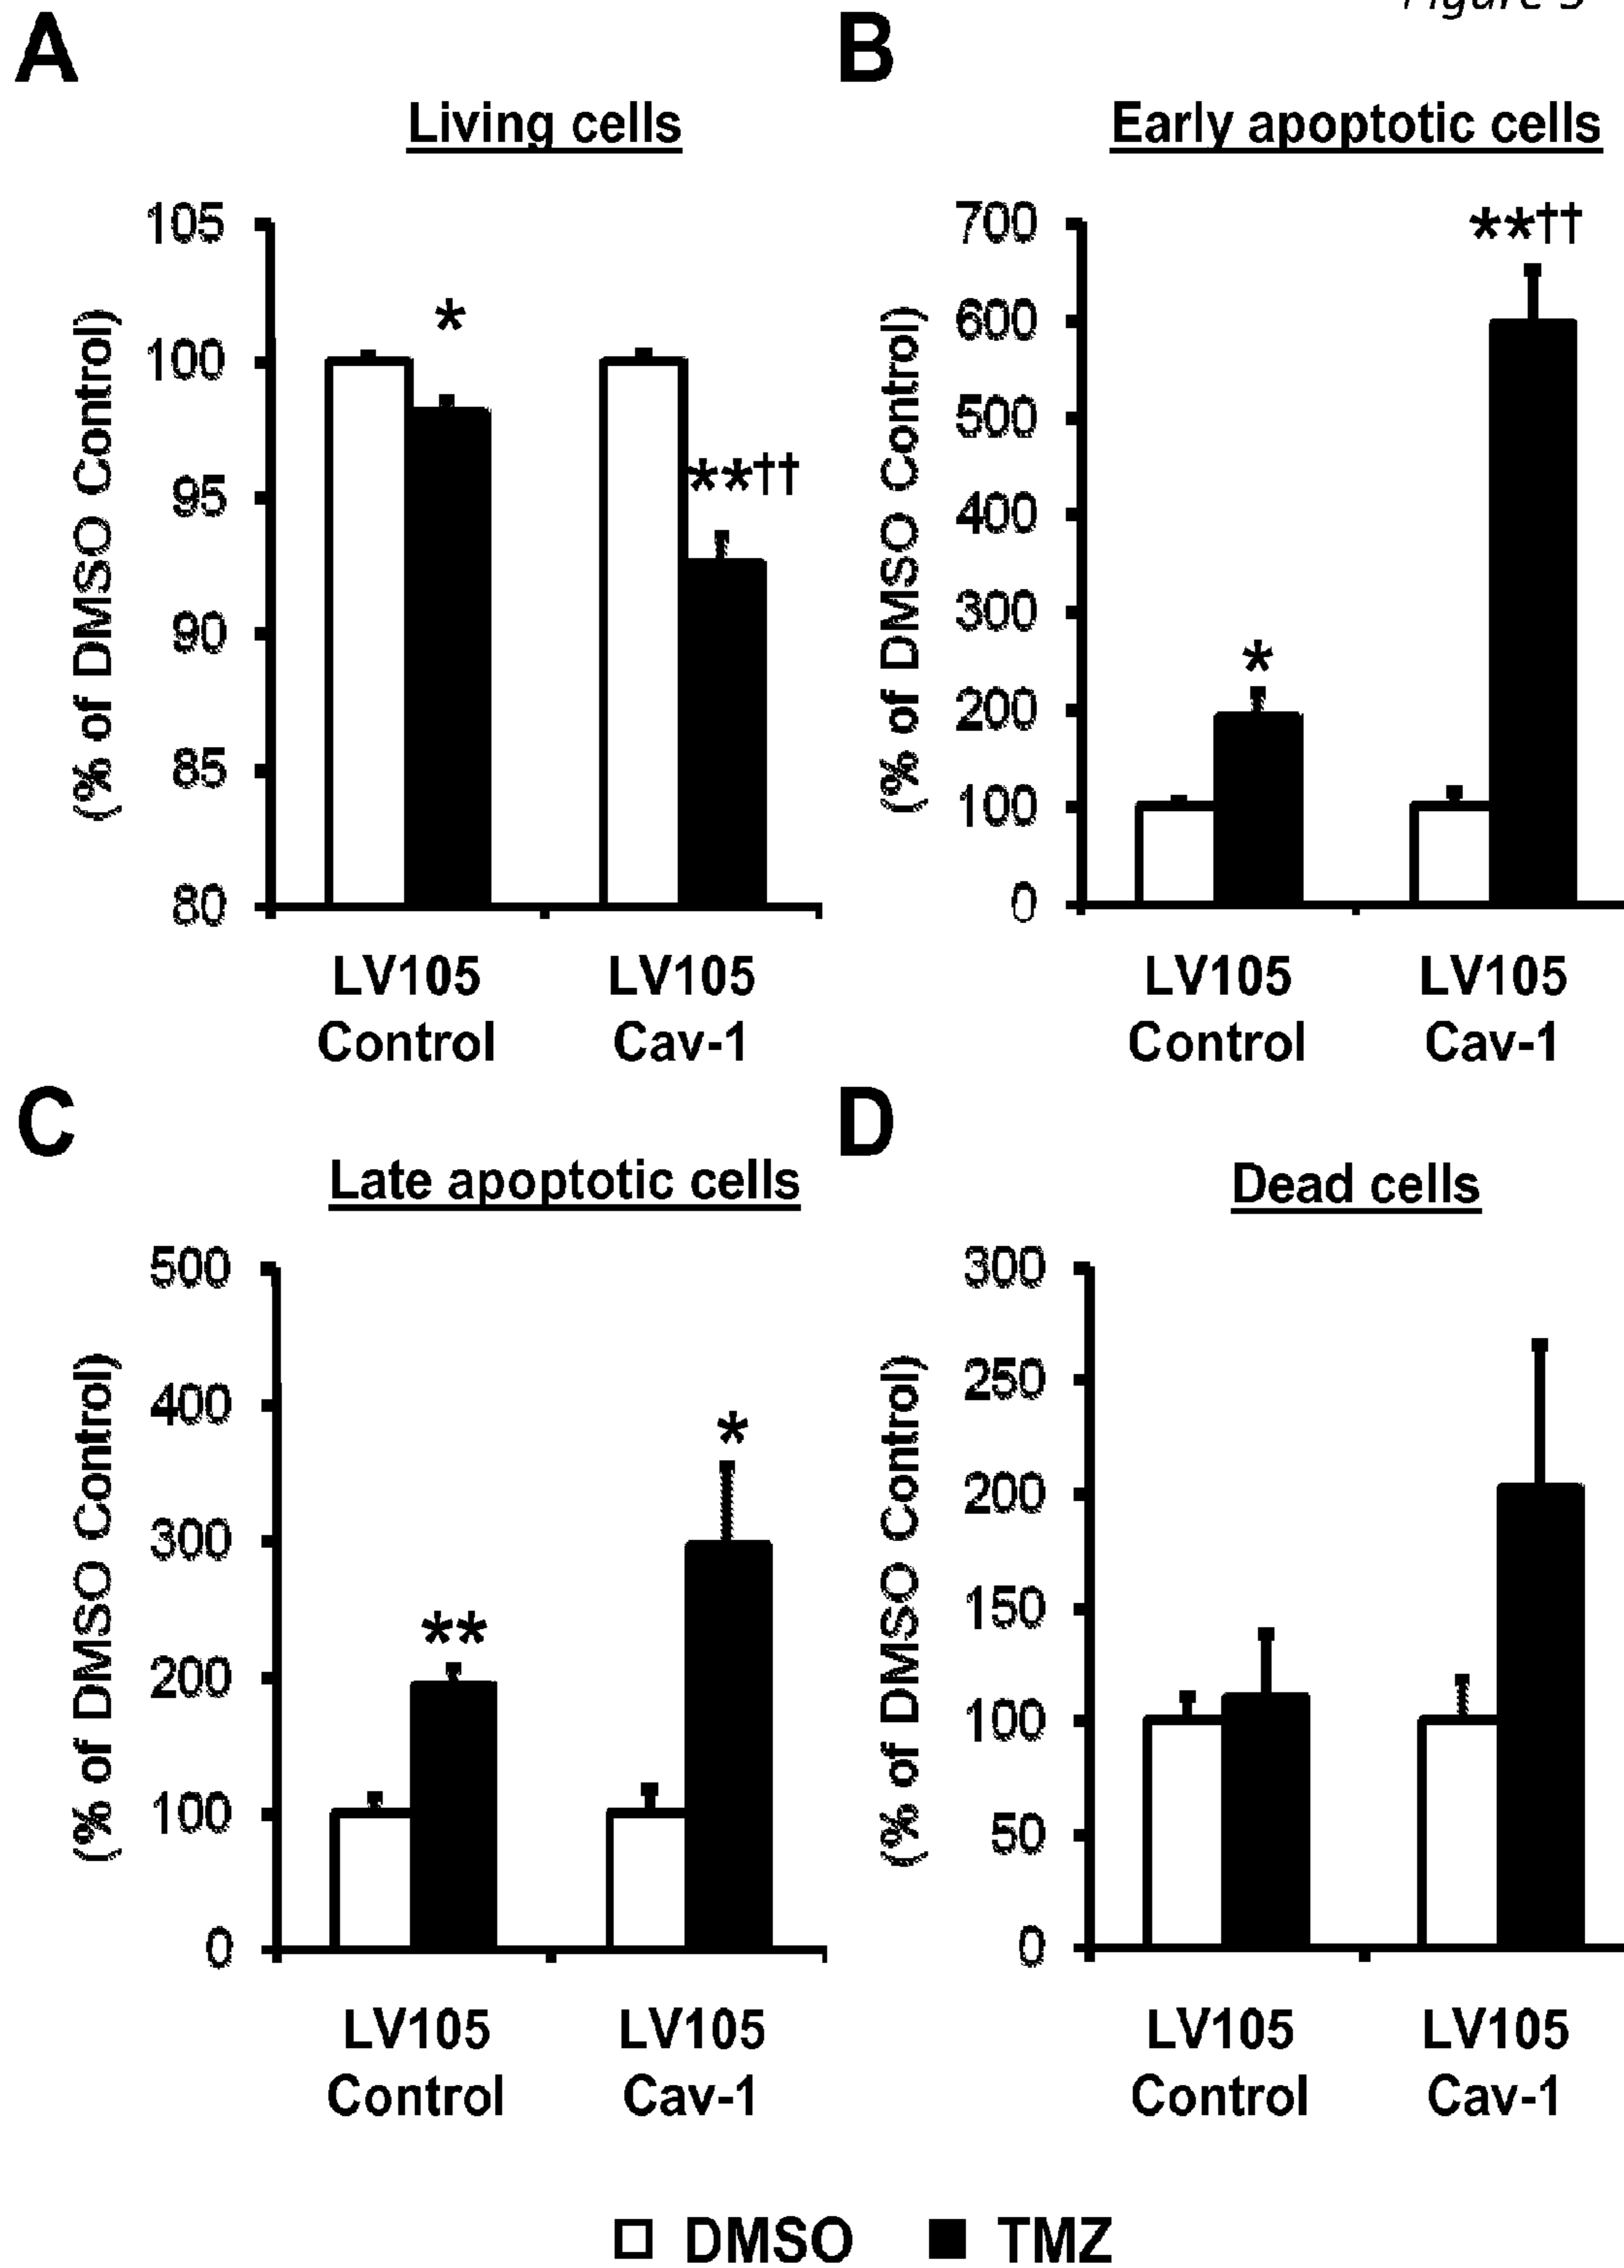 A
B
Living cells
Early apoptotic cells
105
100
95
90
85
80
(% of DMSO Control)
*
**††
LV105
Control
LV105
Cav-1
700
600
500
400
300
200
100
0
(% of DMSO Control)
*
**††
LV105
Control
LV105
Cav-1
C
D
Late apoptotic cells
Dead cells
500
400
300
200
100
0
(% of DMSO Control)
**
*
LV105
Control
LV105
Cav-1
300
250
200
150
100
50
0
(% of DMSO Control)
LV105
Control
LV105
Cav-1
DMSO TMZ